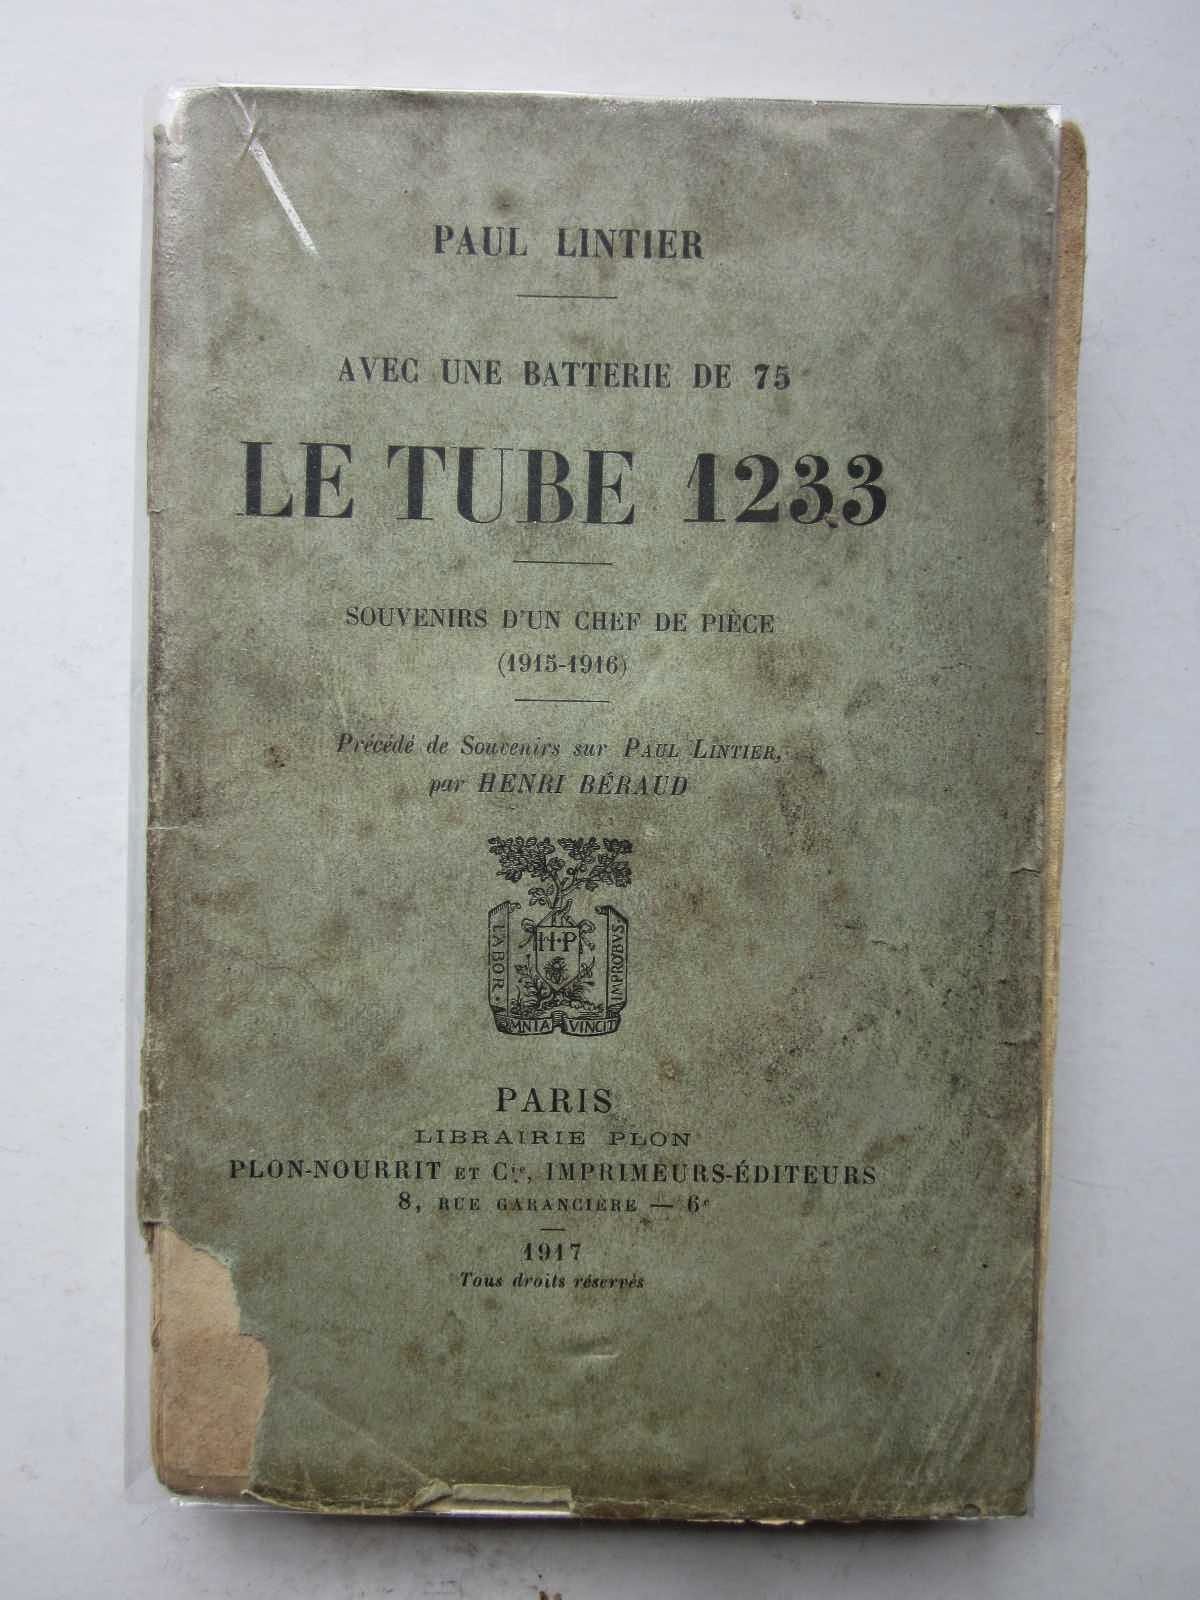 PAUL LINTIER
AVEC UNE BATTERIE DE 75
LE TUBE 1233
SOUVENIRS D'UN CHEF DE PIÈCE
(1915-1916)
Précédé de Souvenirs sur PAUL LINTIER,
par HENRI BÉRAUD
H·P
LABOR
OMNIA VINCIT
IMPROBVS
PARIS
LIBRAIRIE PLON
PLON-NOURRIT ET Cie, IMPRIMEURS-ÉDITEURS
8, RUE GARANCIÈRE — 6e
1917
Tous droits réservés